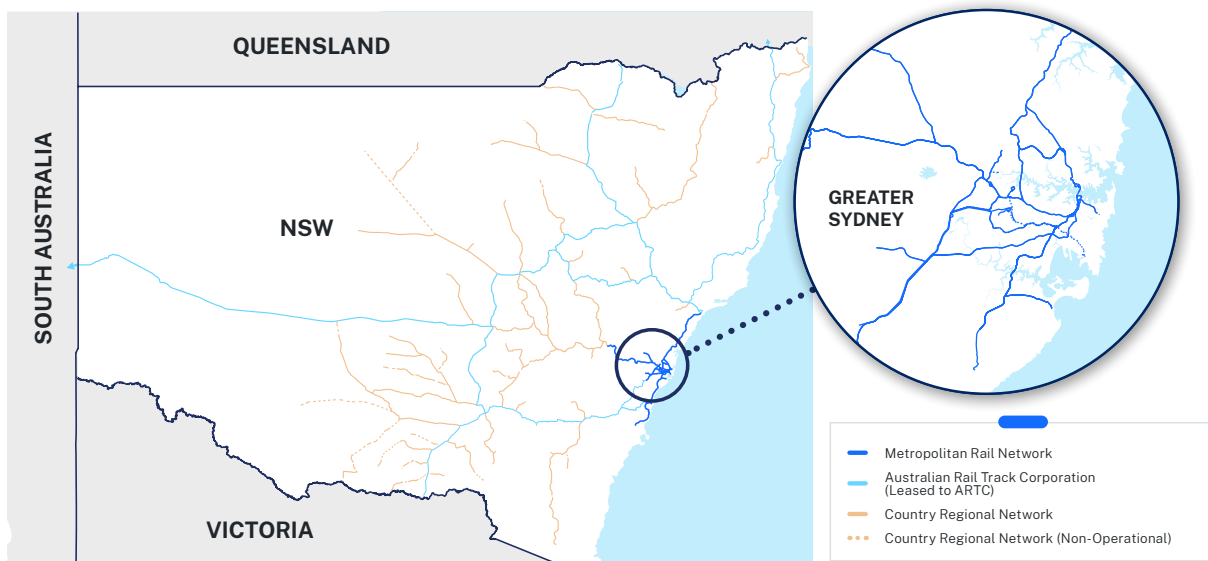 QUEENSLAND
SOUTH AUSTRALIA
NSW
GREATER
SYDNEY
VICTORIA
Metropolitan Rail Network
Australian Rail Track Corporation
(Leased to ARTC)
Country Regional Network
Country Regional Network (Non-Operational)